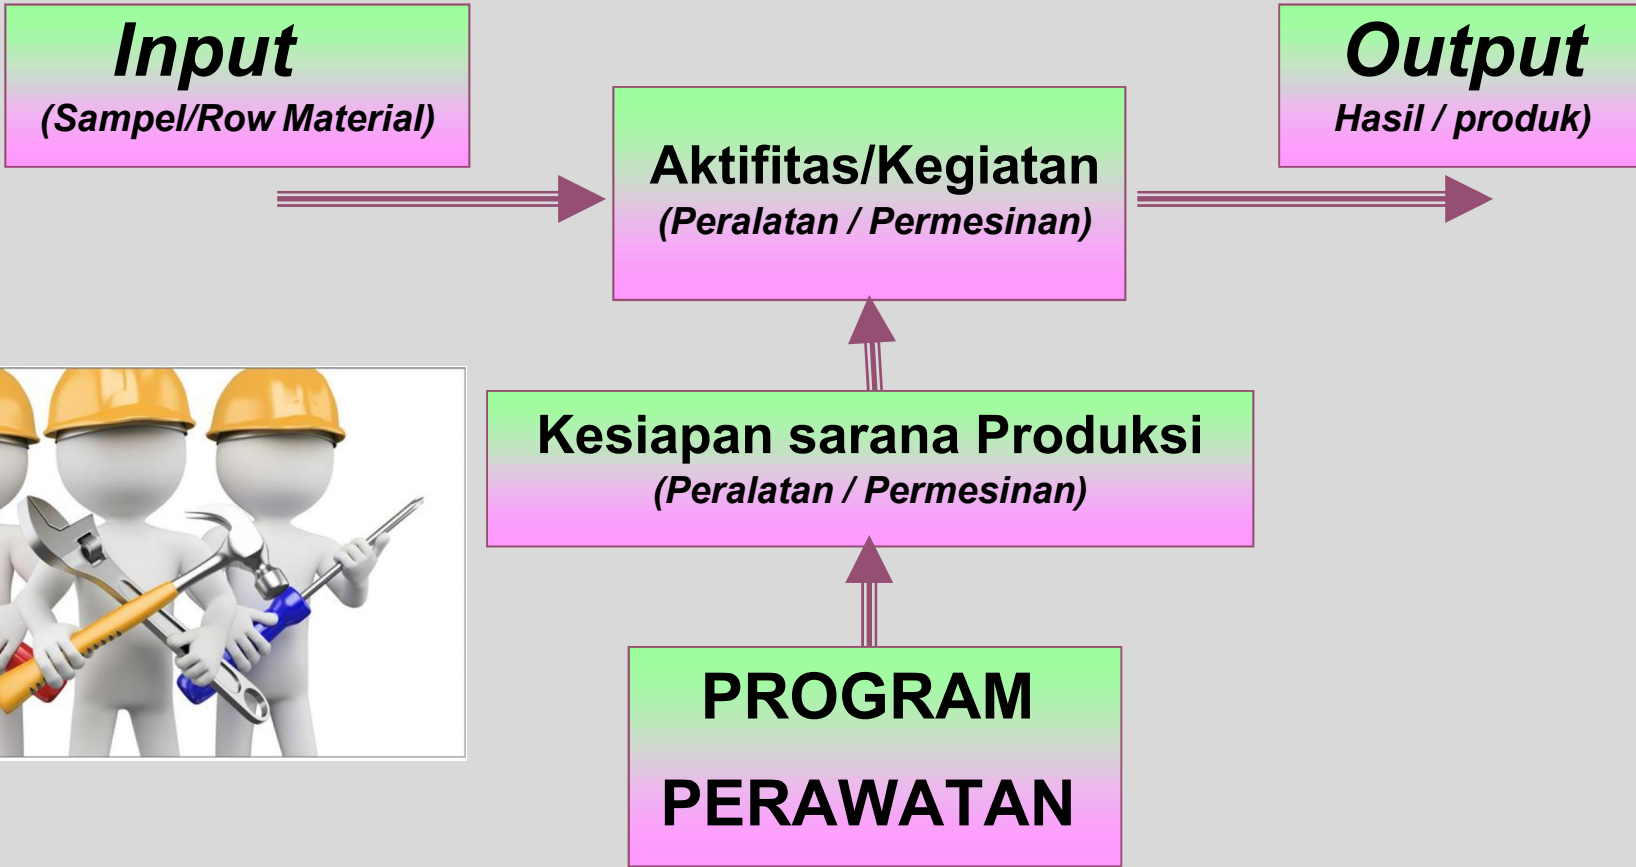 Input
(Sampel/Row Material)
Output
Hasil / produk)
Aktifitas/Kegiatan
(Peralatan / Permesinan)
Kesiapan sarana Produksi
(Peralatan / Permesinan)
PROGRAM
PERAWATAN